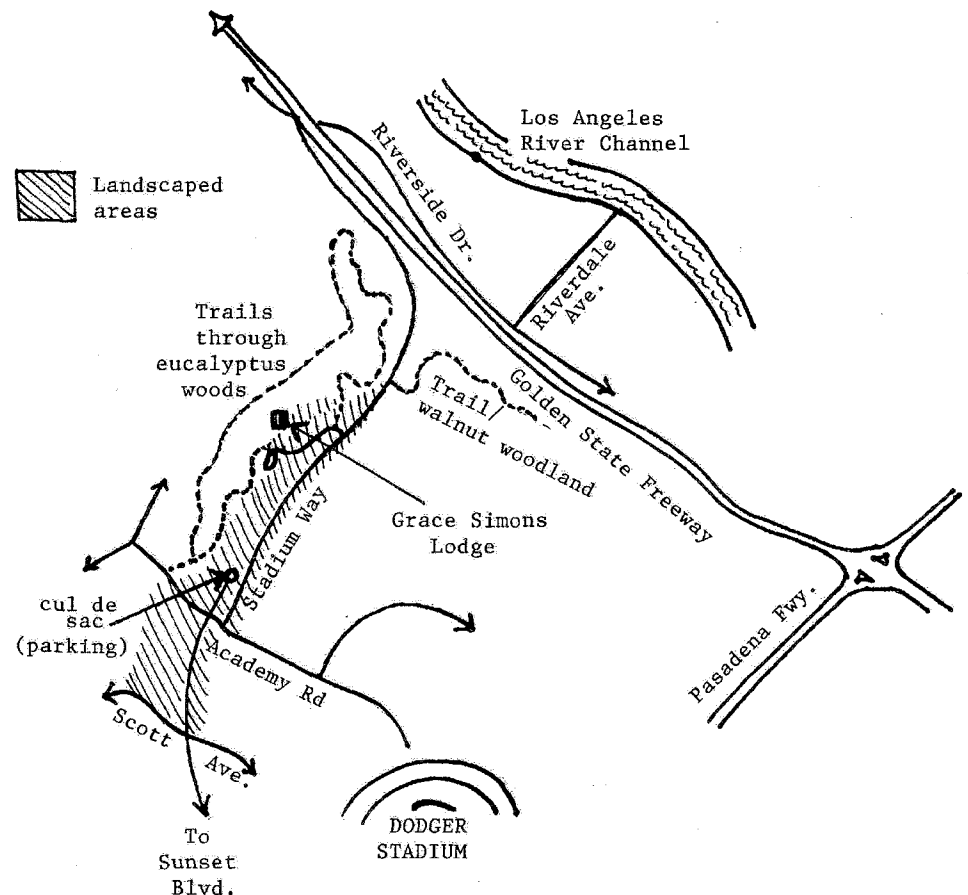 Los Angeles
River Channel
Riverside Dr.
Landscaped
areas
Riverdale
Ave.
Trails
through
eucalyptus
woods
Trail/
walnut woodland
Golden State Freeway
Grace Simons
Lodge
Stadium Way
cul de
sac
(parking)
Academy Rd
Pasadena Fwy.
Scott Ave.
To
Sunset
Blvd.
DODGER
STADIUM